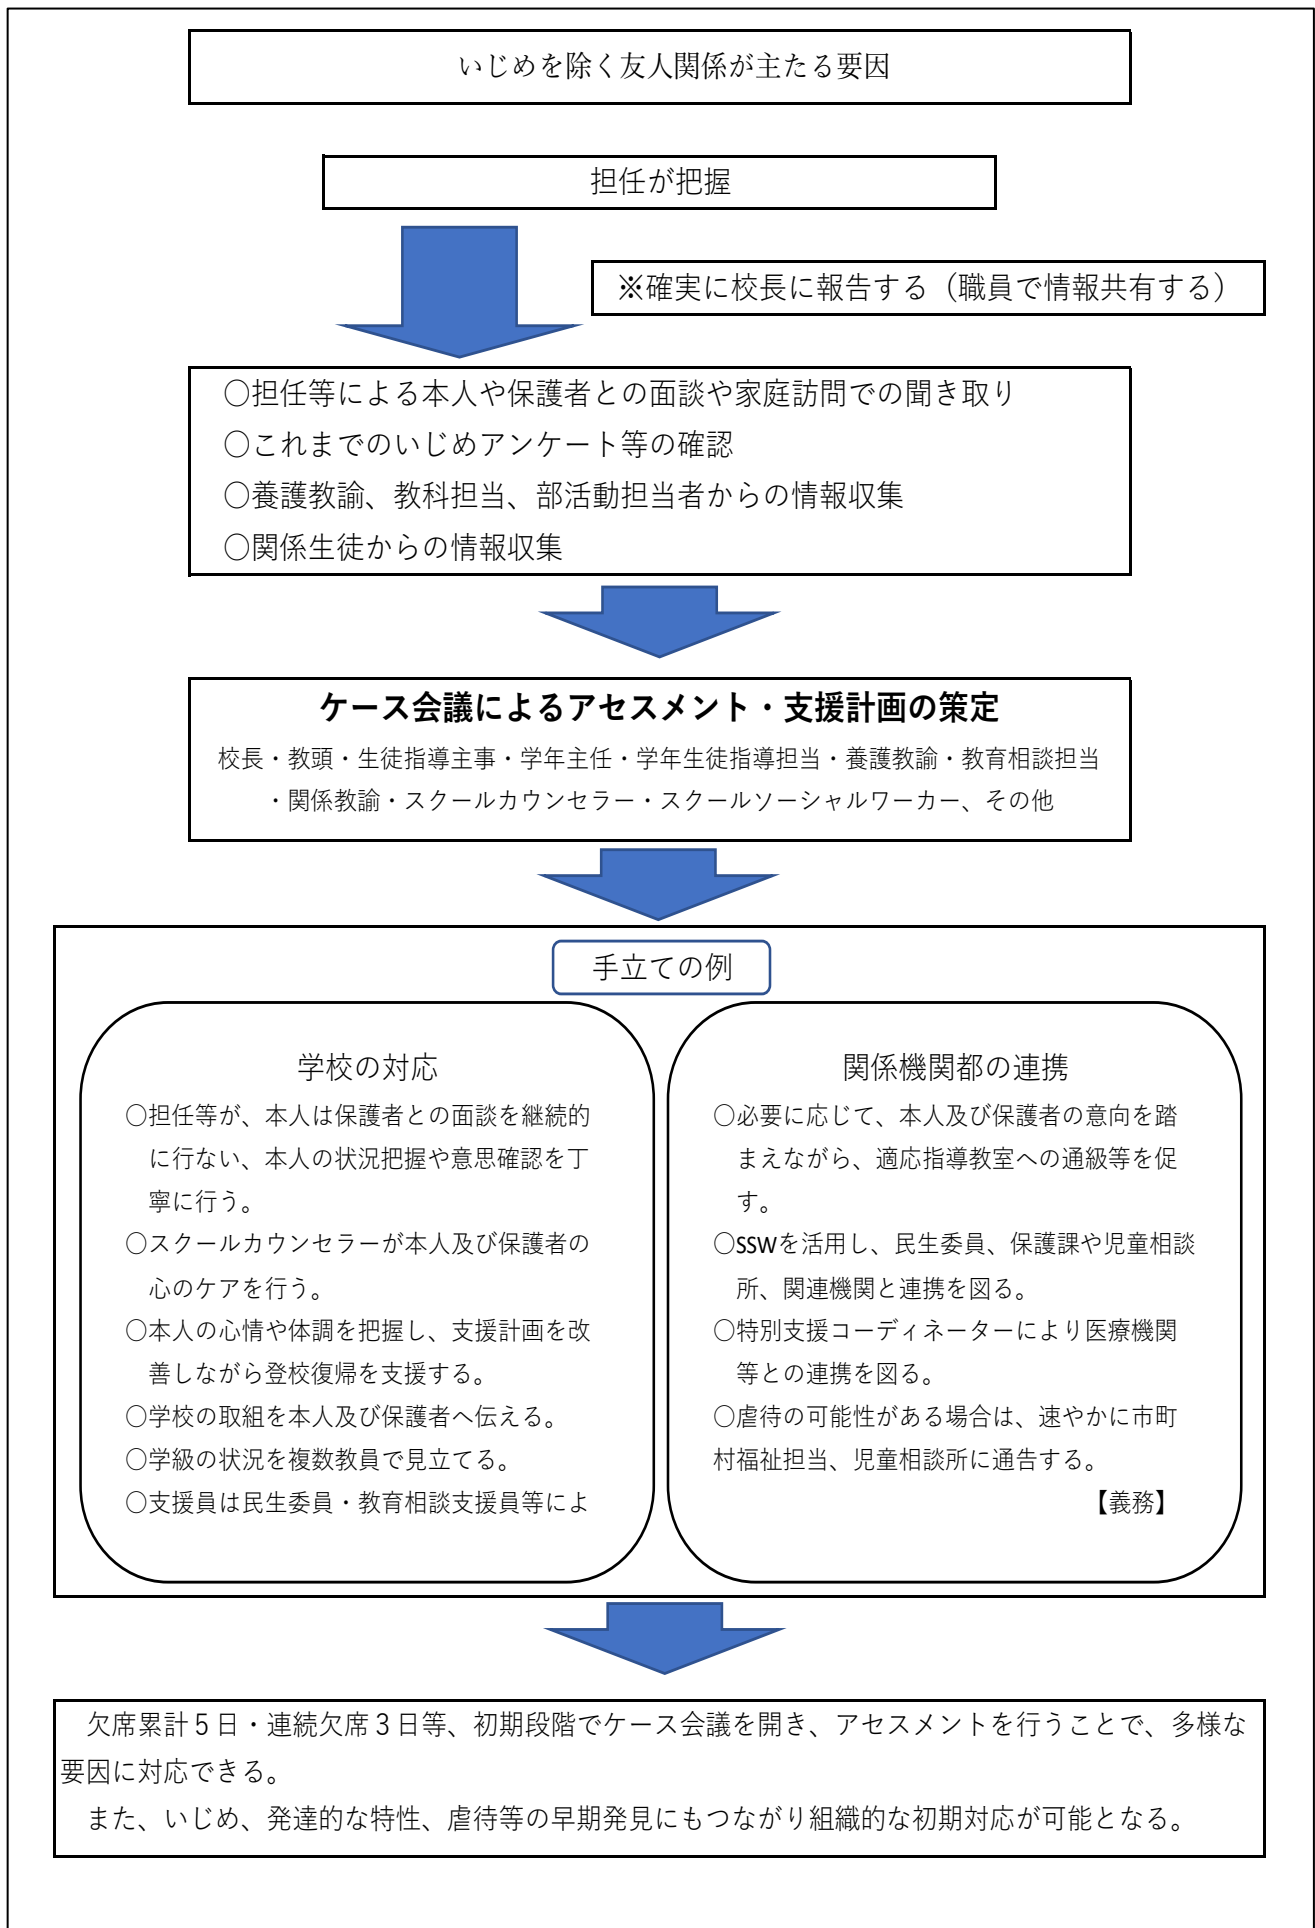 いじめを除く友人関係が主たる要因
担任が把握
※確実に校長に報告する（職員で情報共有する）
○担任等による本人や保護者との面談や家庭訪問での聞き取り
○これまでのいじめアンケート等の確認
○養護教諭、教科担当、部活動担当者からの情報収集
○関係生徒からの情報収集
ケース会議によるアセスメント・支援計画の策定
校長・教頭・生徒指導主事・学年主任・学年生徒指導担当・養護教諭・教育相談担当
・関係教諭・スクールカウンセラー・スクールソーシャルワーカー、その他
手立ての例
学校の対応
○担任等が、本人は保護者との面談を継続的
に行ない、本人の状況把握や意思確認を丁
寧に行う。
○スクールカウンセラーが本人及び保護者の
心のケアを行う。
○本人の心情や体調を把握し、支援計画を改
善しながら登校復帰を支援する。
○学校の取組を本人及び保護者へ伝える。
○学級の状況を複数教員で見立てる。
○支援員は民生委員・教育相談支援員等によ
関係機関都の連携
○必要に応じて、本人及び保護者の意向を踏
まえながら、適応指導教室への通級等を促
す。
○SSWを活用し、民生委員、保護課や児童相談
所、関連機関と連携を図る。
○特別支援コーディネーターにより医療機関
等との連携を図る。
○虐待の可能性がある場合は、速やかに市町
村福祉担当、児童相談所に通告する。
【義務】
欠席累計５日・連続欠席３日等、初期段階でケース会議を開き、アセスメントを行うことで、多様な
要因に対応できる。
また、いじめ、発達的な特性、虐待等の早期発見にもつながり組織的な初期対応が可能となる。